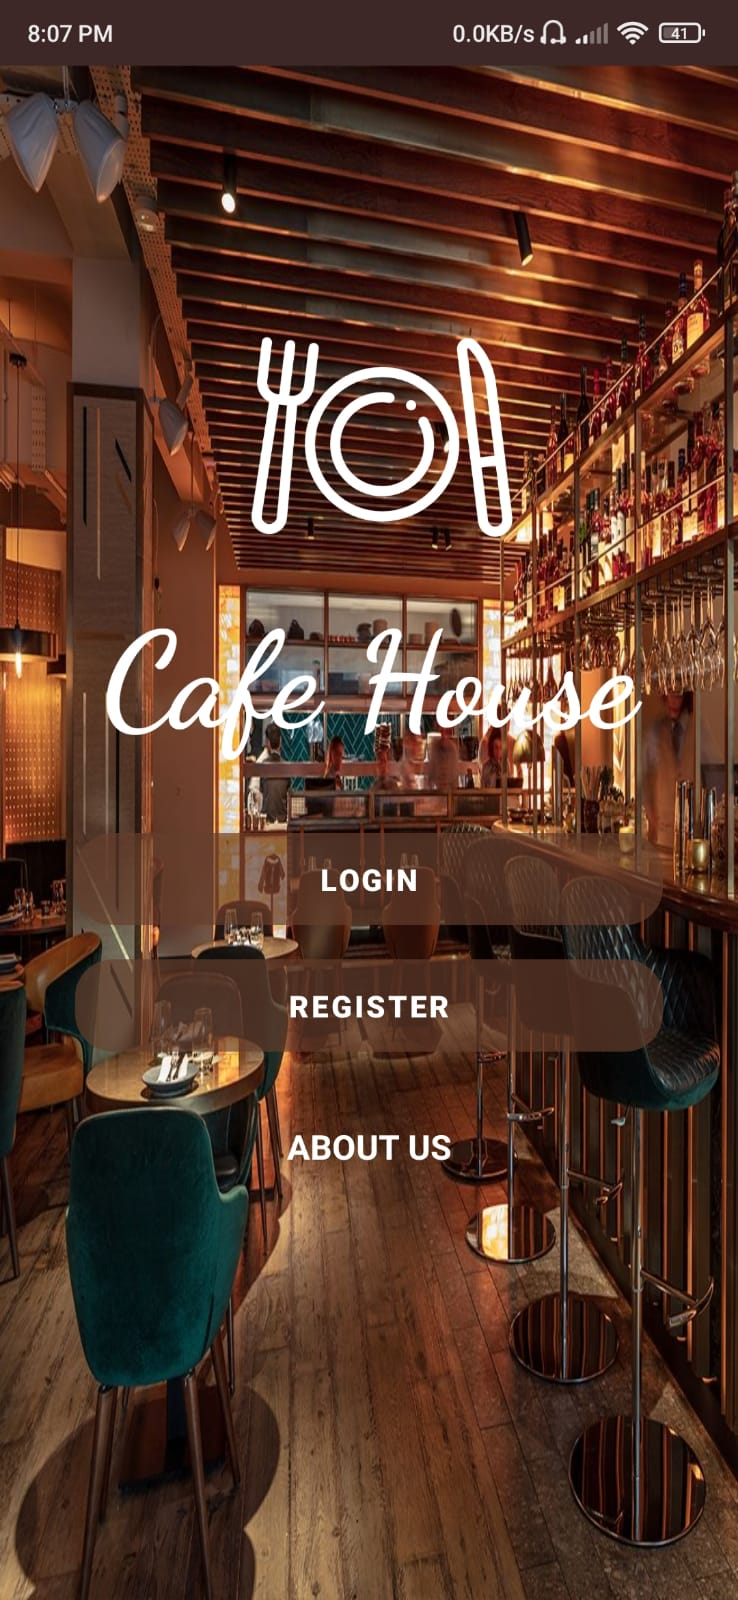 8:07 PM 0.0KB/s 41
Cafe House
LOGIN
REGISTER
ABOUT US